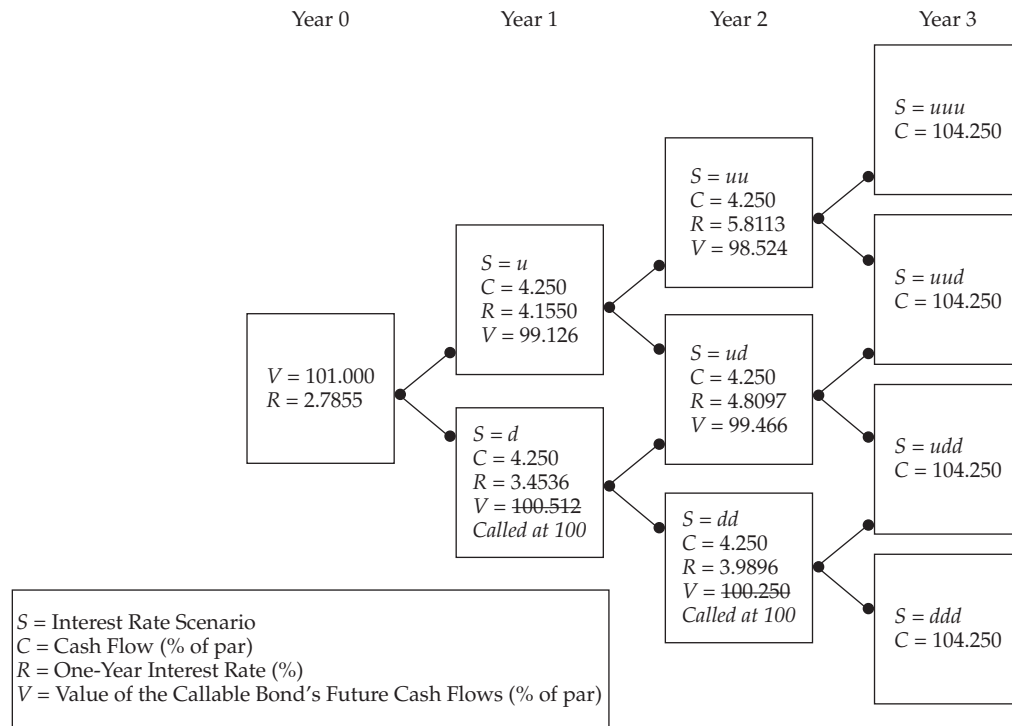 Year 0
Year 1
Year 2
Year 3
V = 101.000
R = 2.7855
S = u
C = 4.250
R = 4.1550
V = 99.126
S = d
C = 4.250
R = 3.4536
V = 100.512
Called at 100
S = uu
C = 4.250
R = 5.8113
V = 98.524
S = ud
C = 4.250
R = 4.8097
V = 99.466
S = dd
C = 4.250
R = 3.9896
V = 100.250
Called at 100
S = uuu
C = 104.250
S = uud
C = 104.250
S = udd
C = 104.250
S = ddd
C = 104.250
S = Interest Rate Scenario
C = Cash Flow (% of par)
R = One-Year Interest Rate (%)
V = Value of the Callable Bond’s Future Cash Flows (% of par)